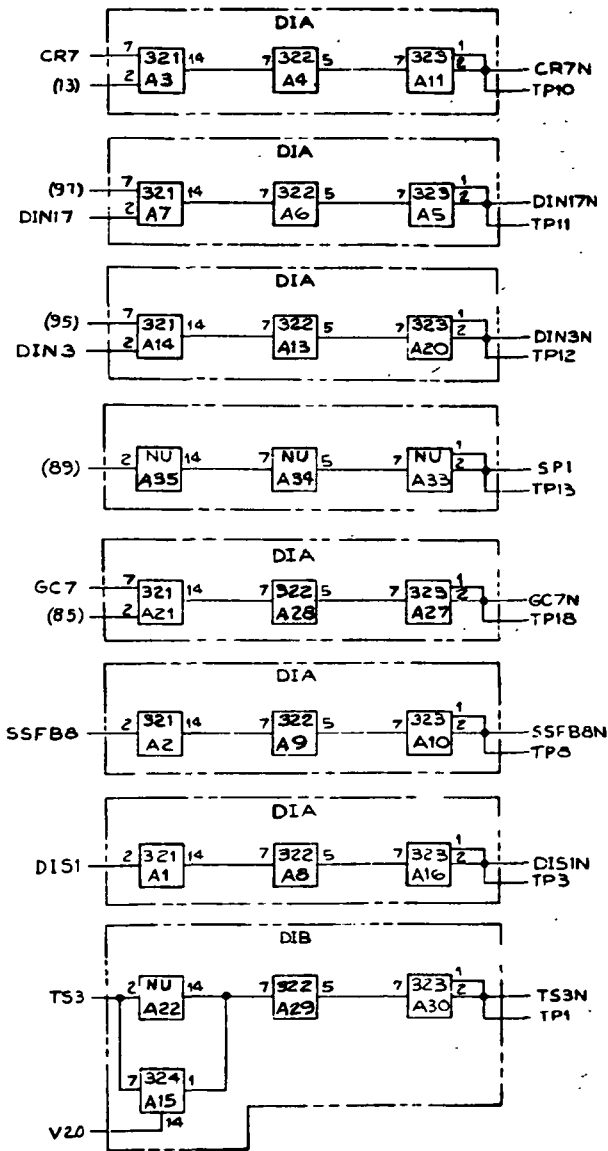 DIA
CR7 7 321 14 7 322 5 7 323 1
(13) 2 A3 A4 A11 2 CR7N
TP10
DIA
(97) 7 321 14 7 322 5 7 323 1
DIN17 2 A7 A6 A5 2 DIN17N
TP11
DIA
(95) 7 321 14 7 322 5 7 323 1
DIN3 2 A14 A13 A20 2 DIN3N
TP12
(89) 2 NU 14 7 NU 5 7 NU 1
A35 A34 A33 2 SP1
TP13
DIA
GC7 7 321 14 7 322 5 7 323 1
(85) 2 A21 A28 A27 2 GC7N
TP18
DIA
SSFB8 2 321 14 7 322 5 7 323 1
A2 A9 A10 2 SSFB8N
TP8
DIA
DIS1 2 321 14 7 322 5 7 323 1
A1 A8 A16 2 DIS1N
TP3
DIB
TS3 2 NU 14 7 322 5 7 323 1
A22 A29 A30 2 TS3N
TP1
7 324 1
A15
V20 14